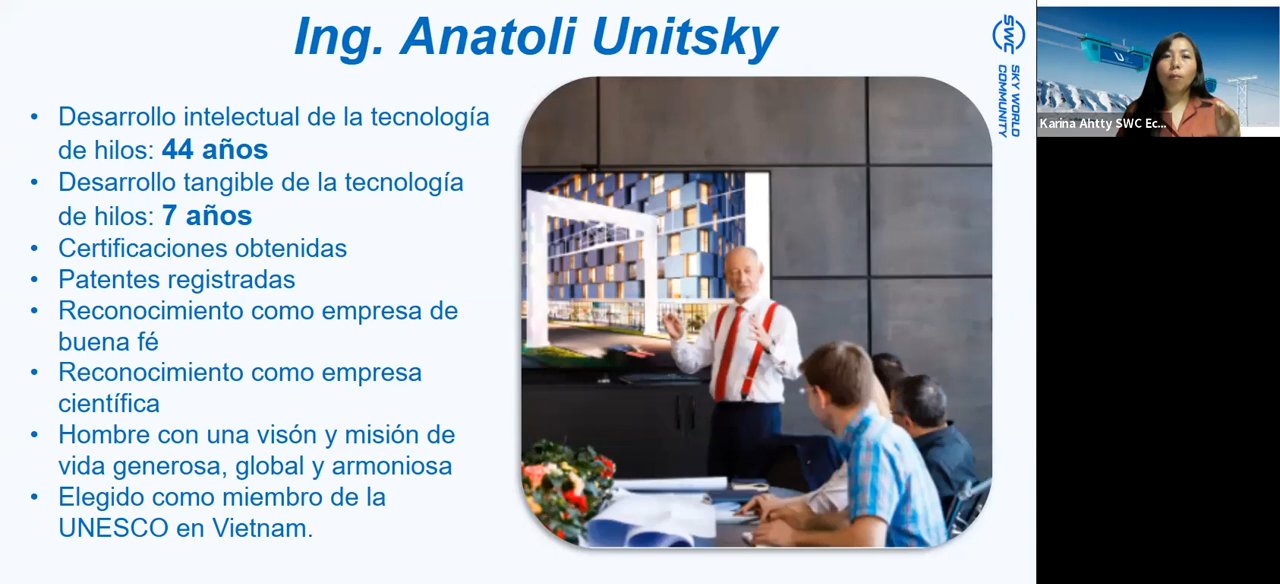 Ing. Anatoli Unitsky
• Desarrollo intelectual de la tecnología
de hilos: 44 años
• Desarrollo tangible de la tecnología
de hilos: 7 años
• Certificaciones obtenidas
• Patentes registradas
• Reconocimiento como empresa de
buena fé
• Reconocimiento como empresa
científica
• Hombre con una visón y misión de
vida generosa, global y armoniosa
• Elegido como miembro de la
UNESCO en Vietnam.
SWC
SKY WORLD
COMMUNITY
Karina Ahtty SWC Ec...